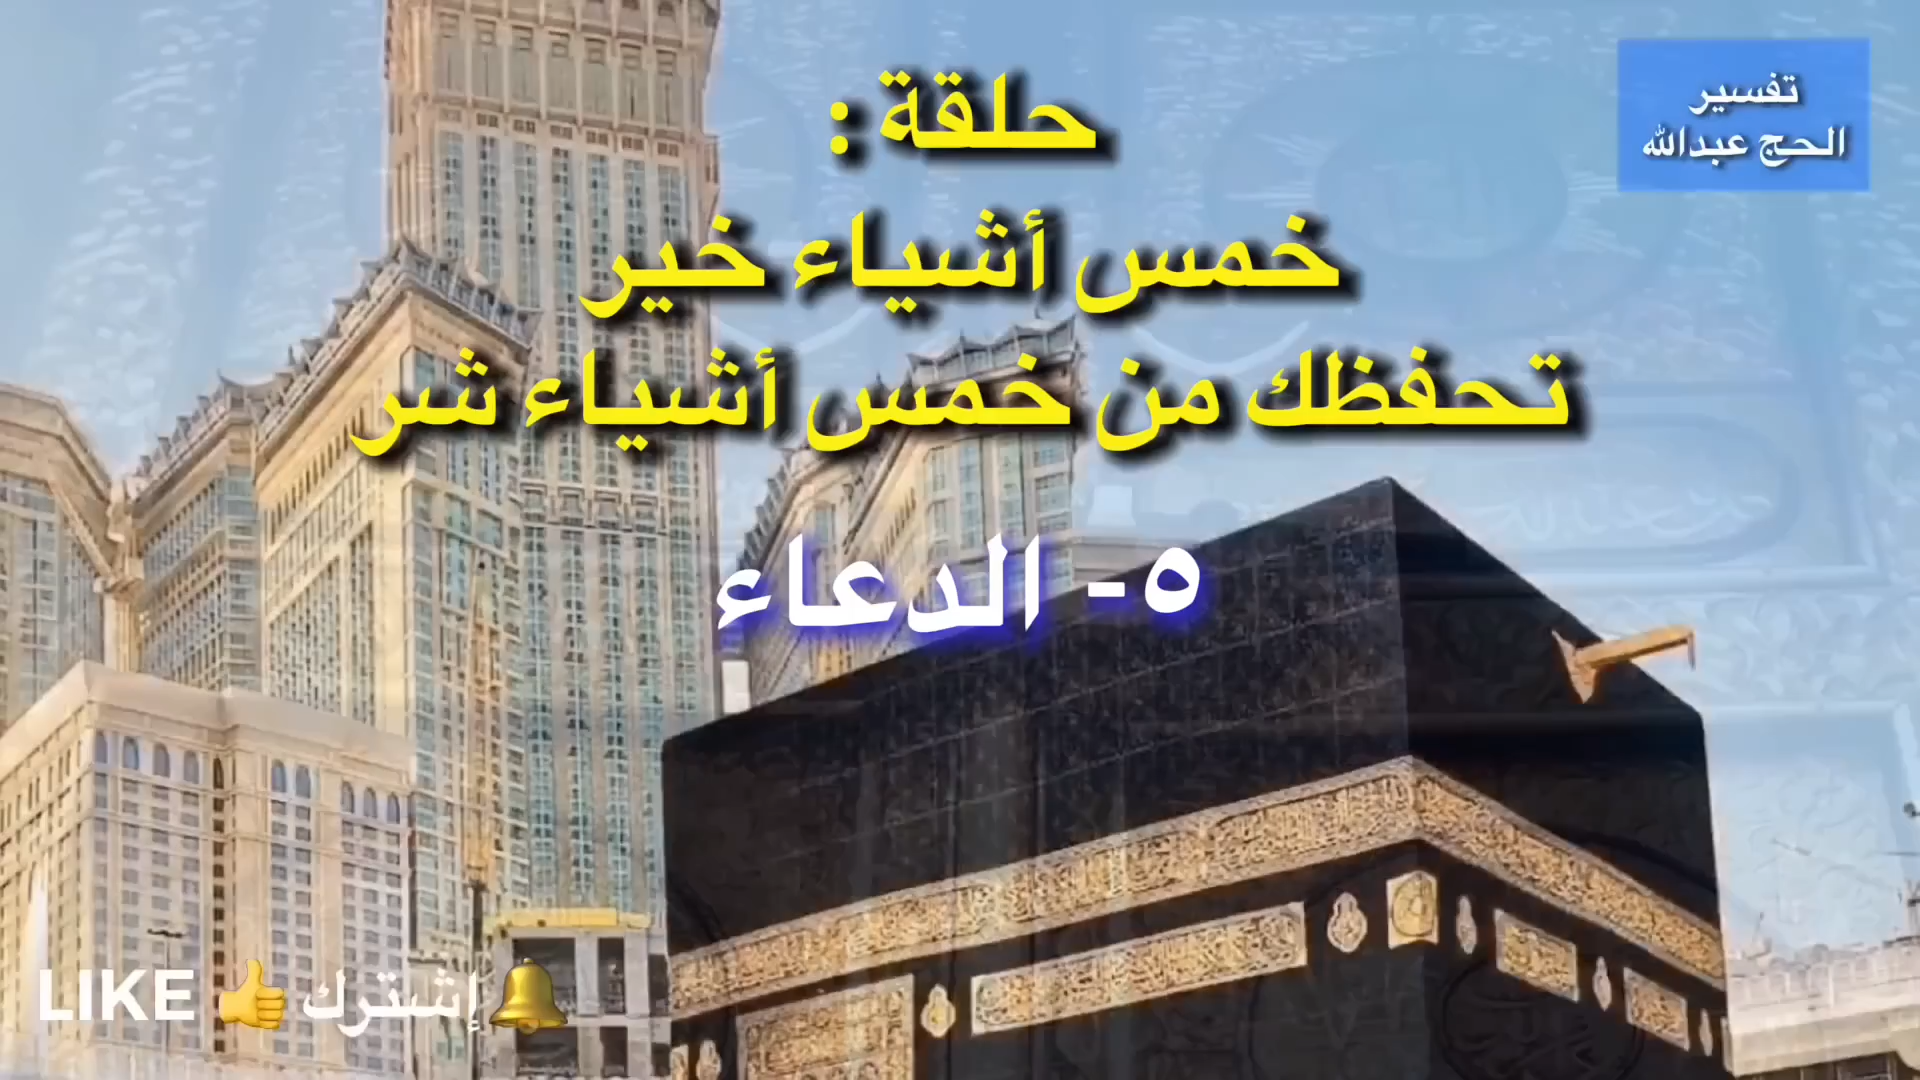 تفسير
الحج عبدالله
حلقة :
خمس أشياء خير
تحفظك من خمس أشياء شر
٥- الدعاء
LIKE 👍 إشترك 🔔